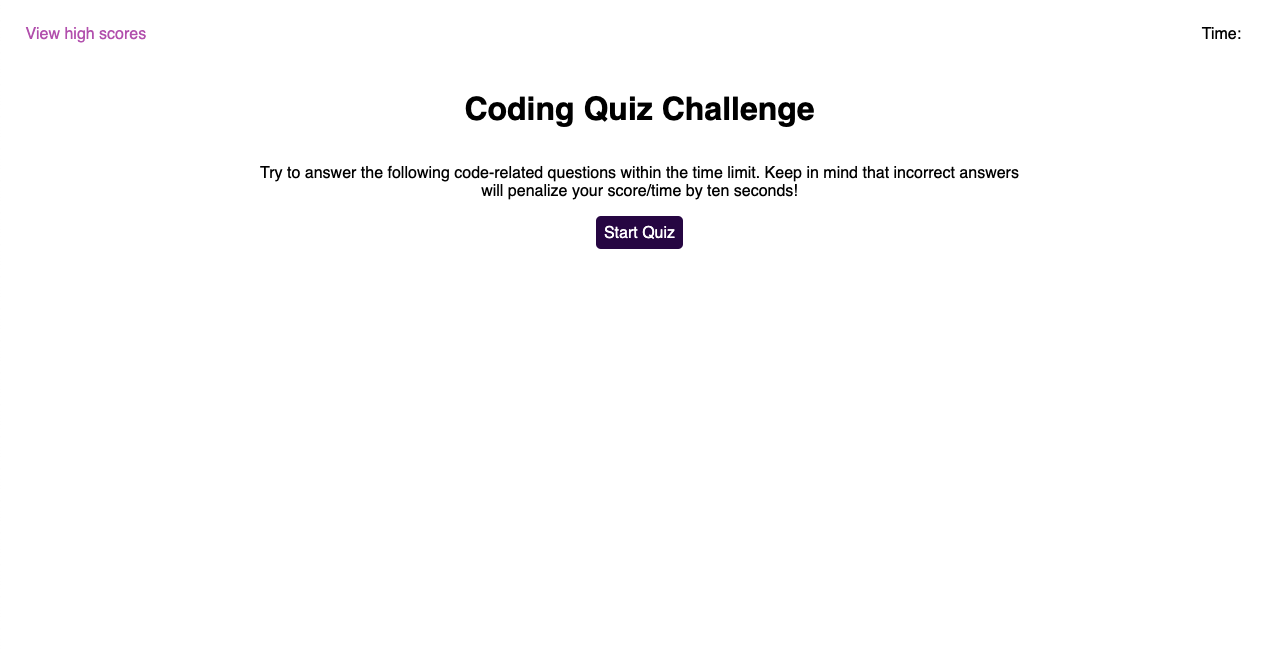 View high scores
Time:
Coding Quiz Challenge
Try to answer the following code-related questions within the time limit. Keep in mind that incorrect answers
will penalize your score/time by ten seconds!
Start Quiz